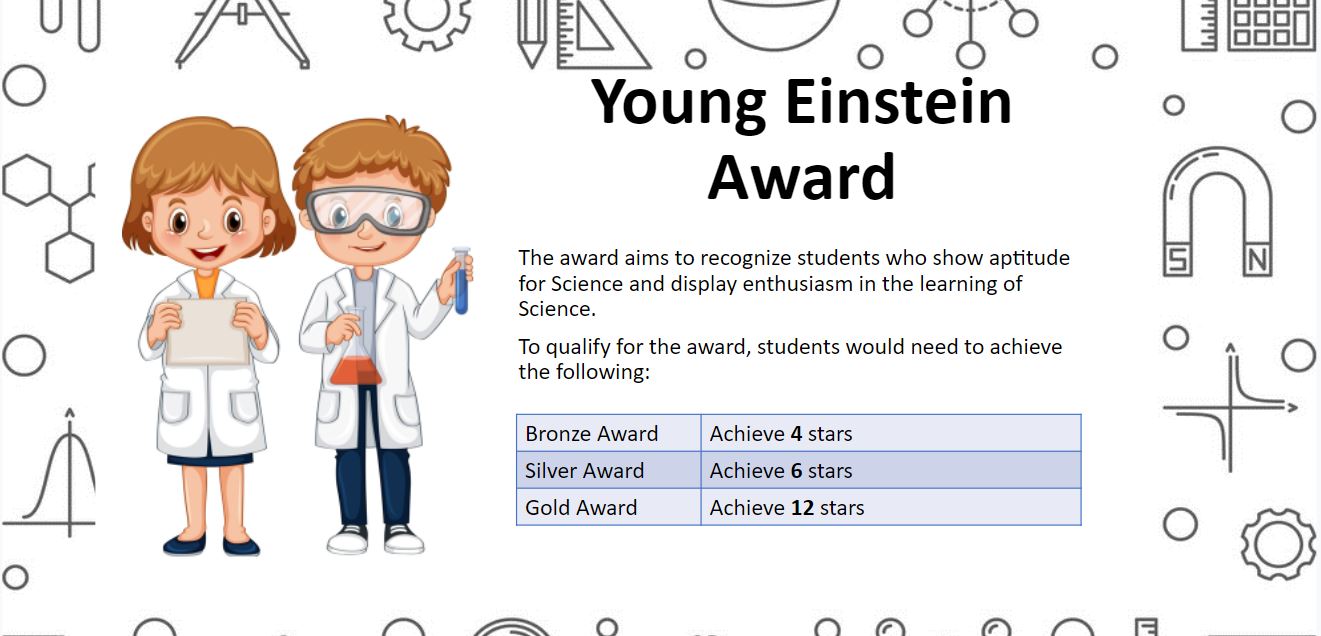 Young Einstein
Award
The award aims to recognize students who show aptitude
for Science and display enthusiasm in the learning of
Science.
To qualify for the award, students would need to achieve
the following:
Bronze Award Achieve 4 stars
Silver Award Achieve 6 stars
Gold Award Achieve 12 stars
S N